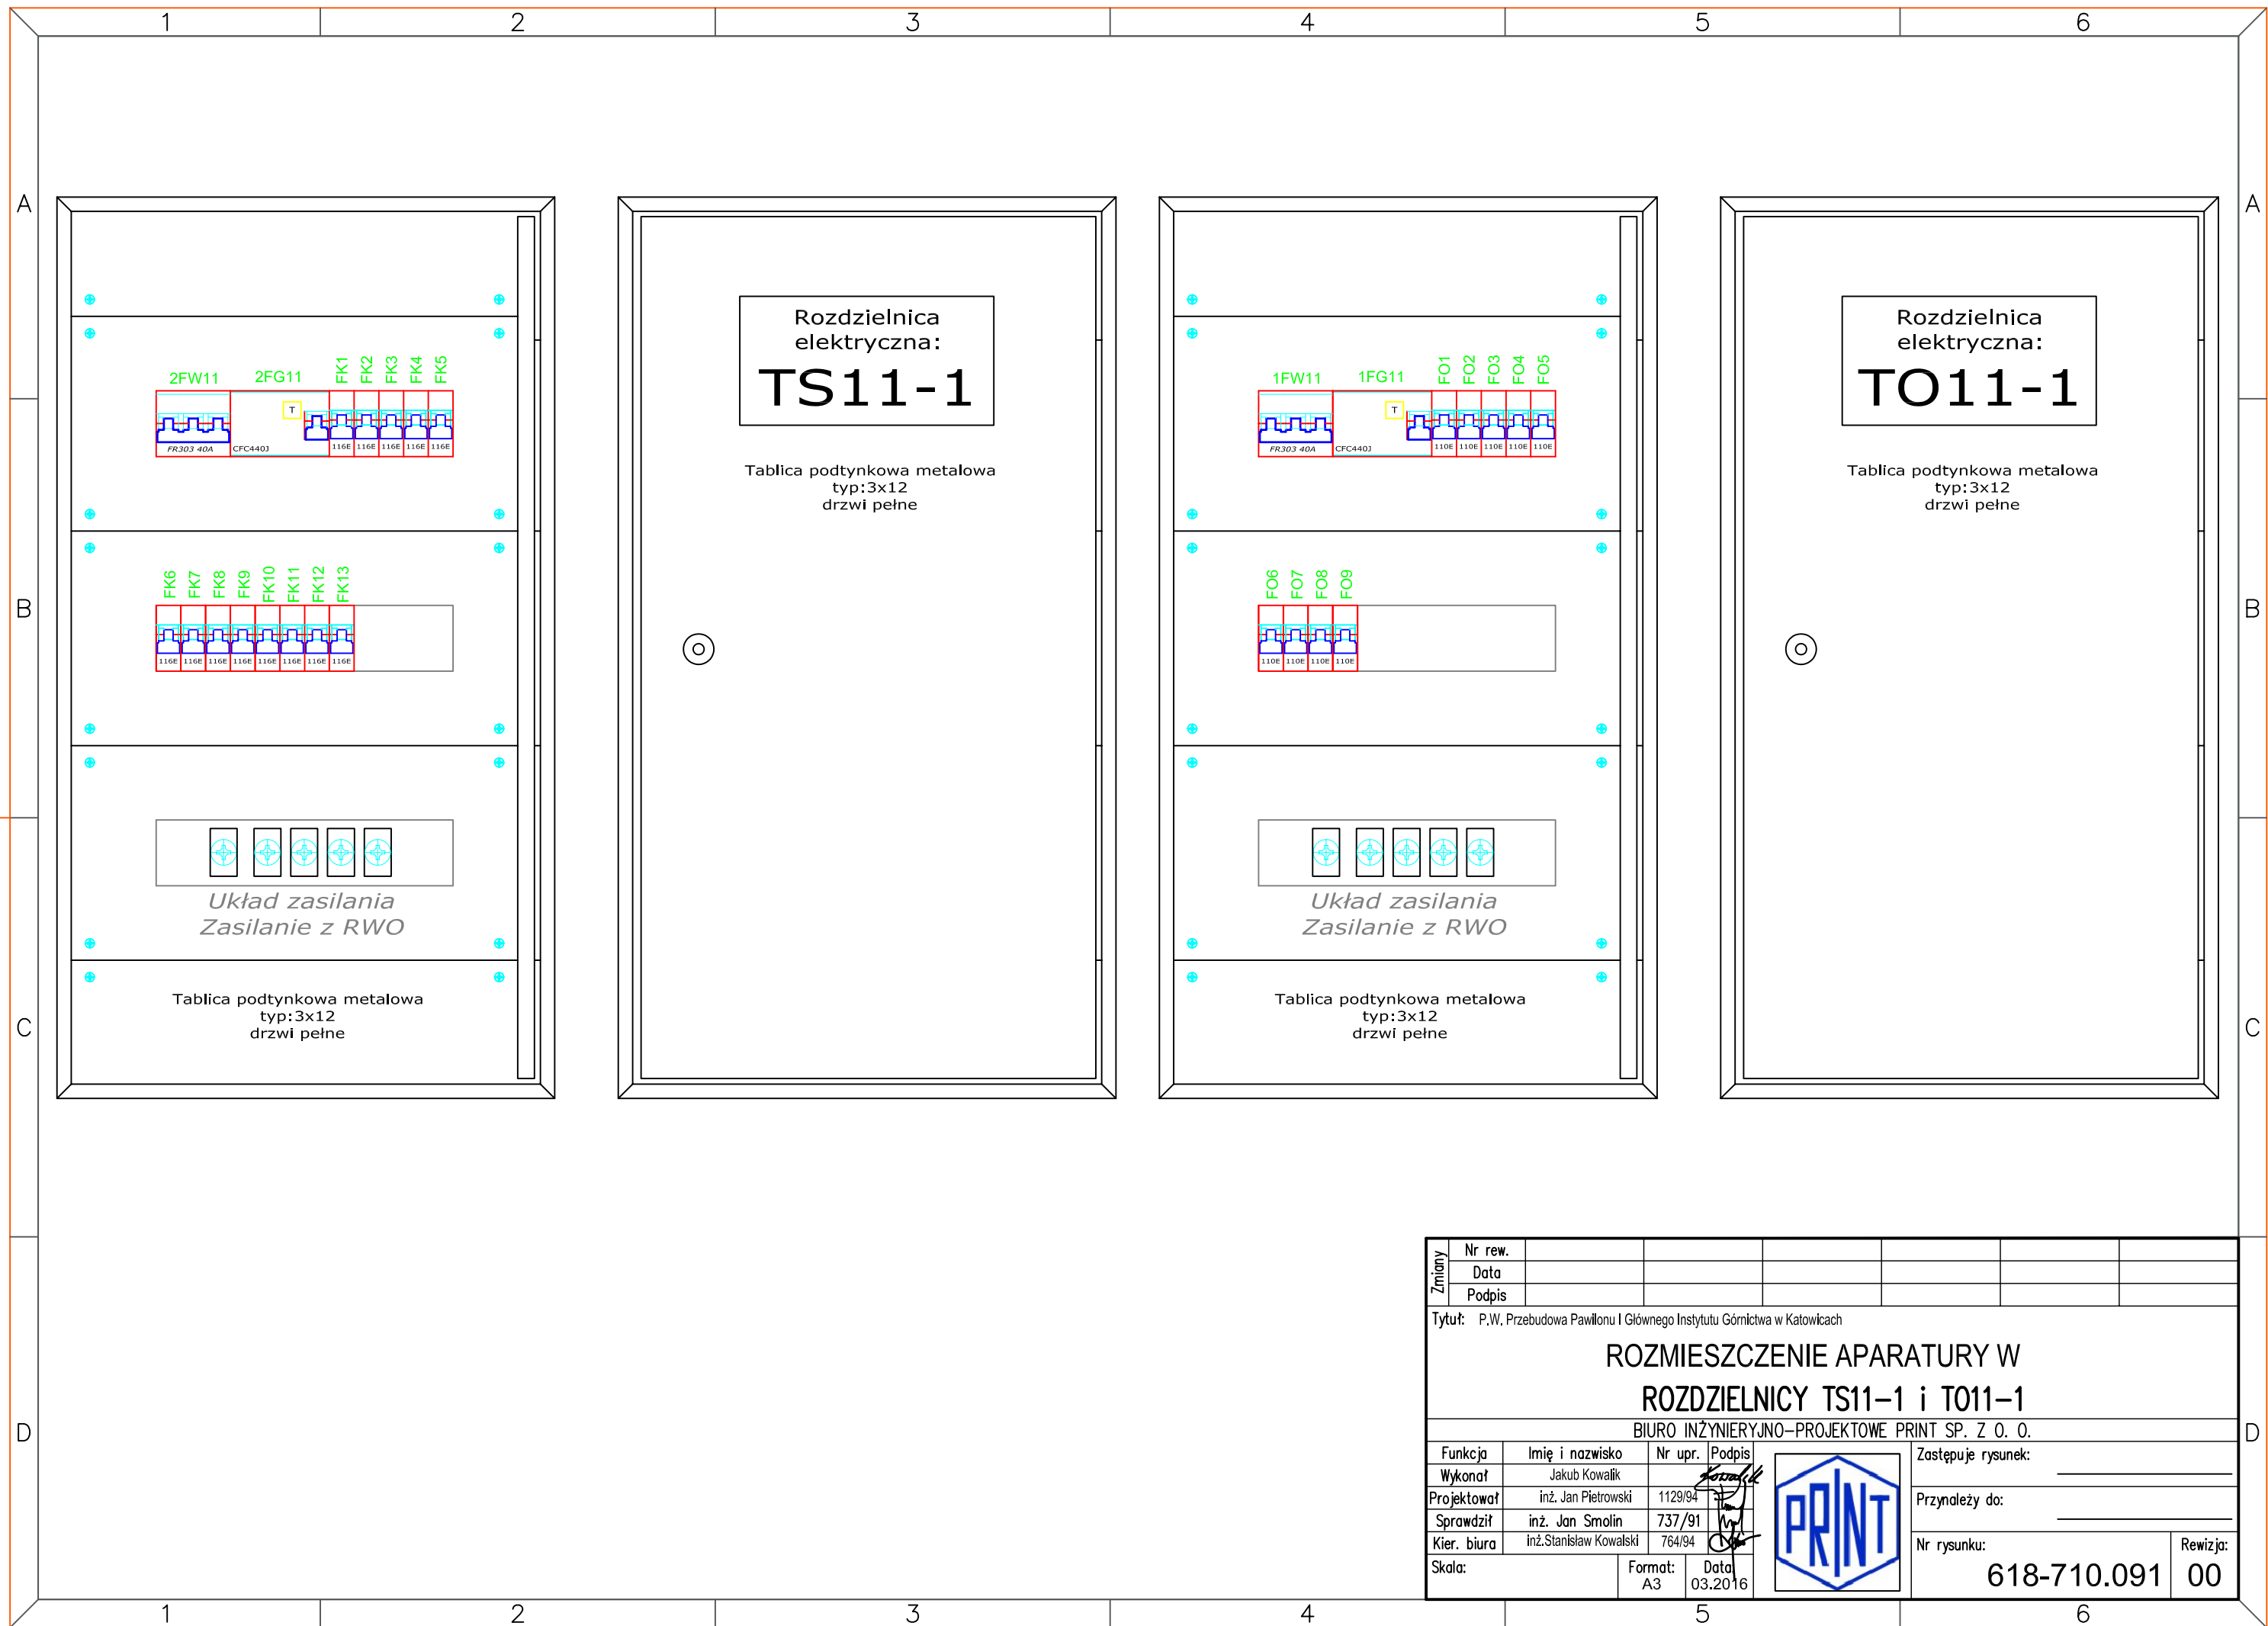 1 2 3 4 5 6
A A
B B
C C
D D
2FW11 2FG11 FK1 FK2 FK3 FK4 FK5
T
FR303 40A CFC440J 116E 116E 116E 116E 116E
FK6 FK7 FK8 FK9 FK10 FK11 FK12 FK13
116E 116E 116E 116E 116E 116E 116E 116E
Układ zasilania
Zasilanie z RWO
Tablica podtynkowa metalowa
typ:3x12
drzwi pełne
Rozdzielnica
elektryczna:
TS11-1
Tablica podtynkowa metalowa
typ:3x12
drzwi pełne
1FW11 1FG11 FO1 FO2 FO3 FO4 FO5
T
FR303 40A CFC440J 110E 110E 110E 110E 110E
FO6 FO7 FO8 FO9
110E 110E 110E 110E
Układ zasilania
Zasilanie z RWO
Tablica podtynkowa metalowa
typ:3x12
drzwi pełne
Rozdzielnica
elektryczna:
TO11-1
Tablica podtynkowa metalowa
typ:3x12
drzwi pełne
Zmiany
Nr rew.
Data
Podpis
Tytuł: P.W. Przebudowa Pawilonu I Głównego Instytutu Górnictwa w Katowicach
ROZMIESZCZENIE APARATURY W
ROZDZIELNICY TS11-1 i TO11-1
BIURO INŻYNIERYJNO-PROJEKTOWE PRINT SP. Z O. O.
Funkcja Imię i nazwisko Nr upr. Podpis
Wykonał Jakub Kowalik
Projektował inż. Jan Pietrowski 1129/94
Sprawdził inż. Jan Smolin 737/91
Kier. biura inż.Stanisław Kowalski 764/94
Skala: Format: A3 Data 03.2016
PRINT
Zastępuje rysunek:
Przynależy do:
Nr rysunku: 618-710.091
Rewizja: 00
1 2 3 4 5 6